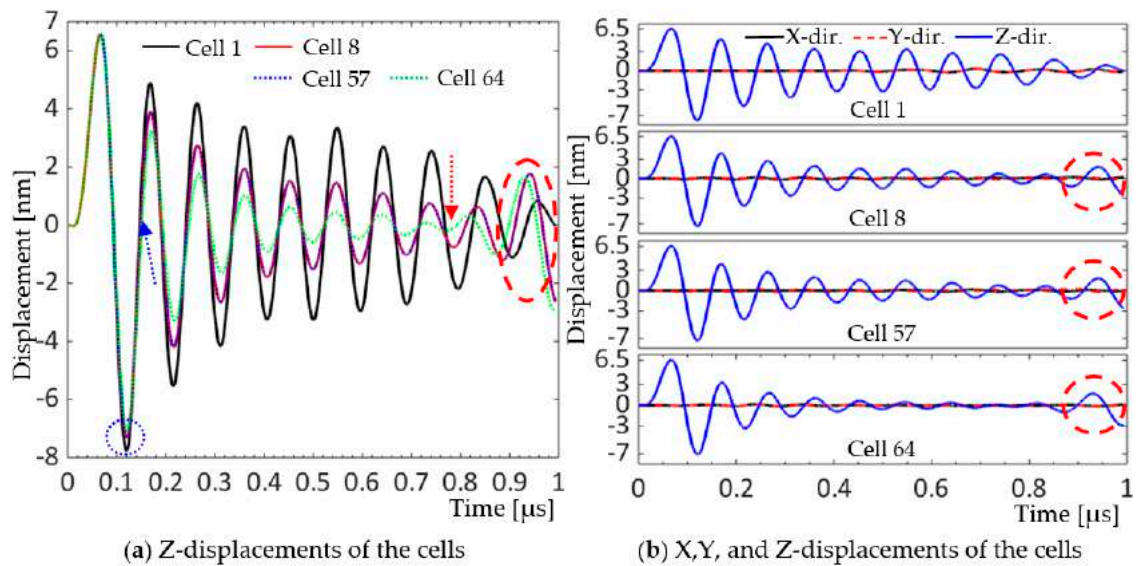 7
6
4
2
0
-2
-4
-6
-8
Displacement [nm]
Cell 1
Cell 8
Cell 57
Cell 64
0 0.1 0.2 0.3 0.4 0.5 0.6 0.7 0.8 0.9 1
Time [μs]
(a) Z-displacements of the cells
Displacement [nm]
X-dir. Y-dir. Z-dir.
6.5
3
0
-3
-7
Cell 1
6.5
3
0
-3
-7
Cell 8
6.5
3
0
-3
-7
Cell 57
6.5
3
0
-3
-7
Cell 64
0 0.2 0.4 0.6 0.8 1
Time [μs]
(b) X,Y, and Z-displacements of the cells